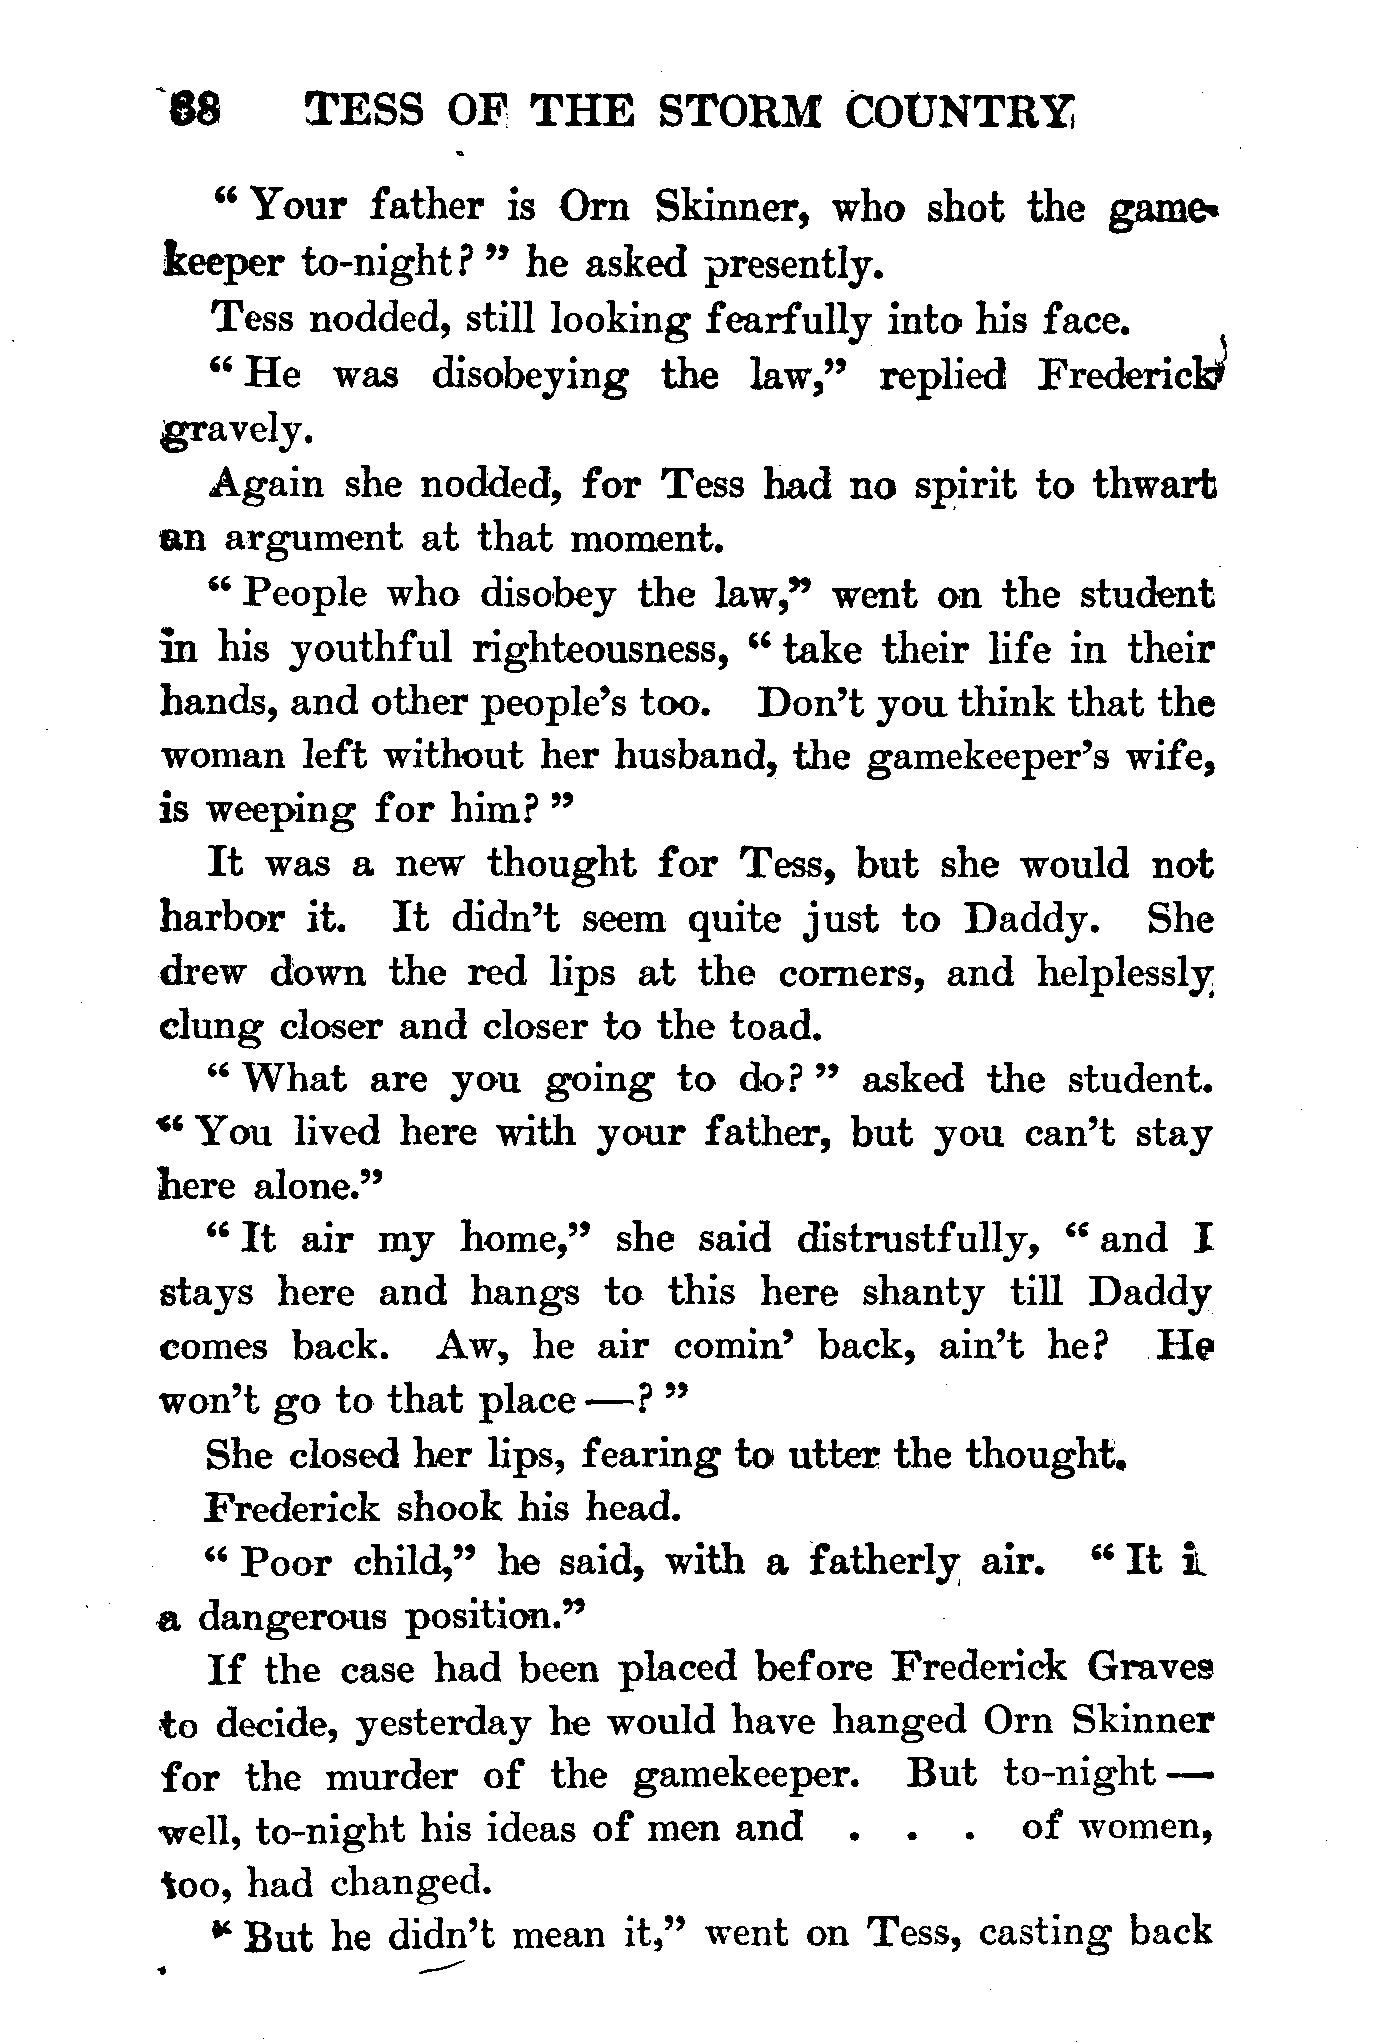 68 TESS OF THE STORM COUNTRY
“ Your father is Orn Skinner, who shot the game-
keeper to-night? ” he asked presently.
Tess nodded, still looking fearfully into his face.
“ He was disobeying the law,” replied Frederick
gravely.
Again she nodded, for Tess had no spirit to thwart
an argument at that moment.
“ People who disobey the law,” went on the student
in his youthful righteousness, “ take their life in their
hands, and other people’s too. Don’t you think that the
woman left without her husband, the gamekeeper’s wife,
is weeping for him? ”
It was a new thought for Tess, but she would not
harbor it. It didn’t seem quite just to Daddy. She
drew down the red lips at the corners, and helplessly
clung closer and closer to the toad.
“ What are you going to do? ” asked the student.
“ You lived here with your father, but you can’t stay
here alone.”
“ It air my home,” she said distrustfully, “ and I
stays here and hangs to this here shanty till Daddy
comes back. Aw, he air comin’ back, ain’t he? He
won’t go to that place —? ”
She closed her lips, fearing to utter the thought.
Frederick shook his head.
“ Poor child,” he said, with a fatherly air. “ It i
a dangerous position.”
If the case had been placed before Frederick Graves
to decide, yesterday he would have hanged Orn Skinner
for the murder of the gamekeeper. But to-night —
well, to-night his ideas of men and . . . of women,
too, had changed.
“ But he didn’t mean it,” went on Tess, casting back